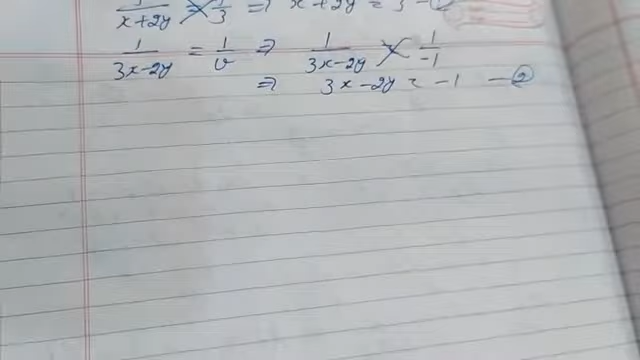 1/(x+2y) = 1/3 ⇒ x+2y = 3 -
1/(3x-2y) = 1/v ⇒ 1/(3x-2y) 1/-1
⇒ 3x-2y = -1 -②